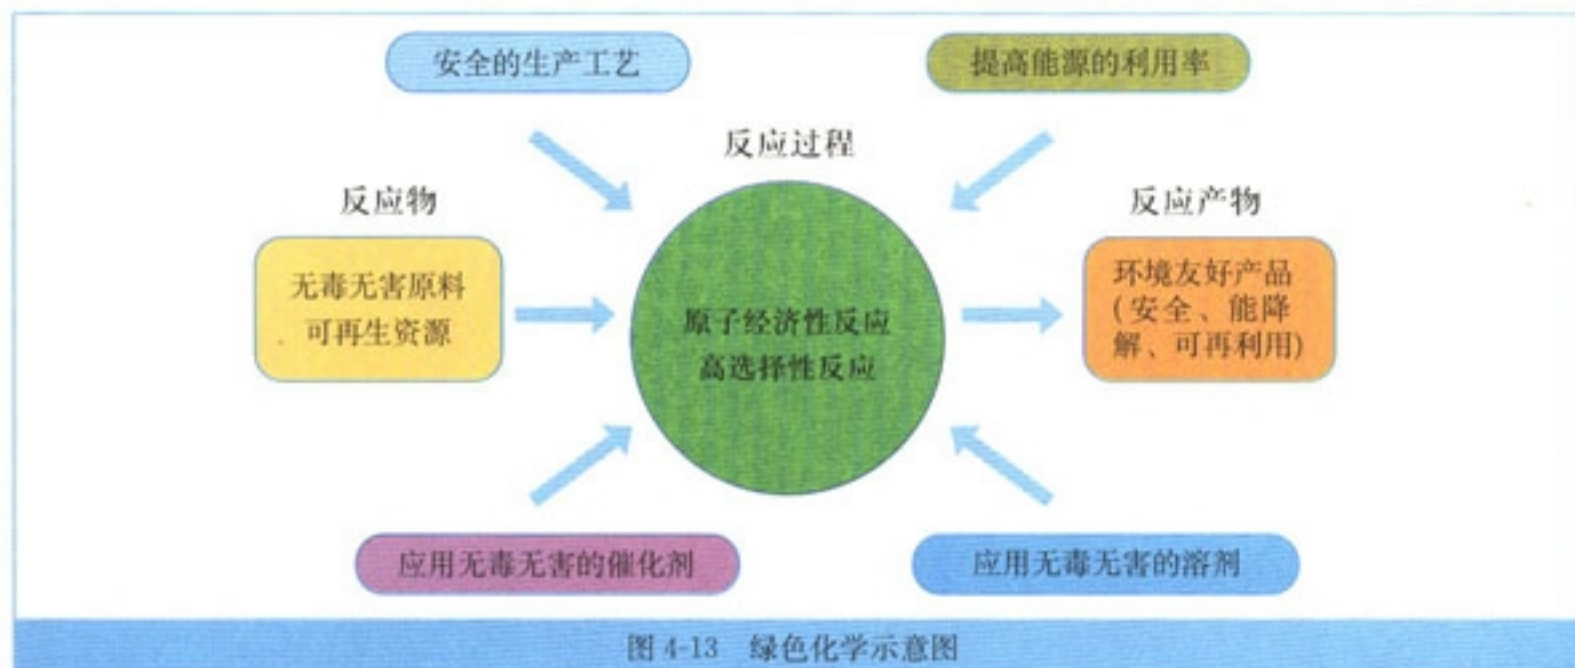 安全的生产工艺
提高能源的利用率
反应过程
反应物
反应产物
无毒无害原料
可再生资源
原子经济性反应
高选择性反应
环境友好产品
(安全、能降
解、可再利用)
应用无毒无害的催化剂
应用无毒无害的溶剂
图 4-13 绿色化学示意图